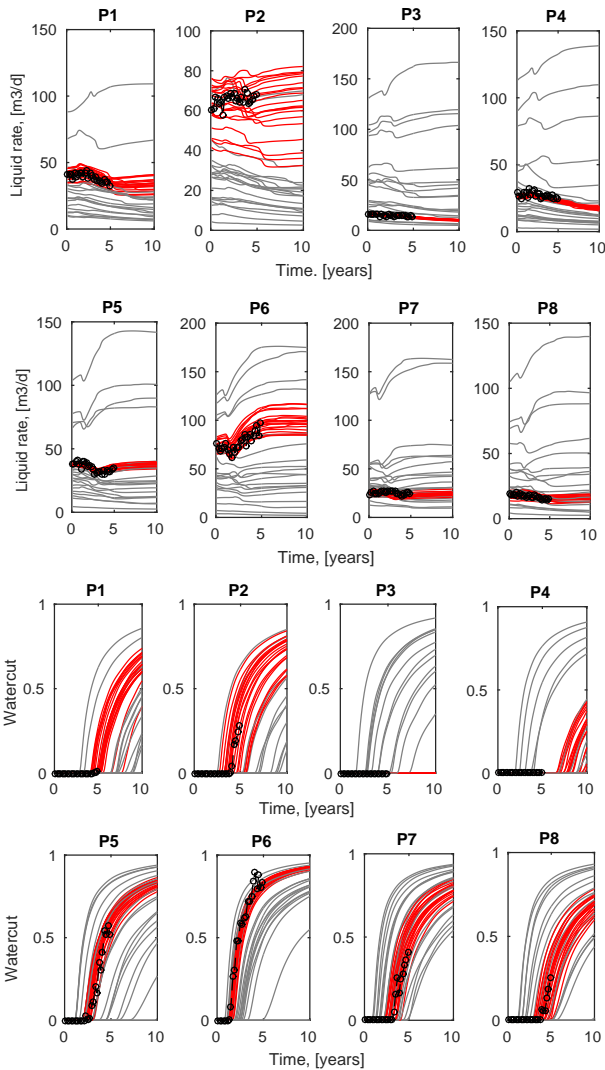 P1 P2 P3 P4
150 100 200 150
100 80 150 100
60 100
50 40 50
20 50
0 0 0 0
0 5 10 0 5 10 0 5 10 0 5 10
Liquid rate, [m3/d]
Time. [years]
P5 P6 P7 P8
150 200 200 150
100 150 150 100
100 100
50 50 50 50
0 0 0 0
0 5 10 0 5 10 0 5 10 0 5 10
Liquid rate, [m3/d]
Time, [years]
P1 P2 P3 P4
1 1 1 1
0.5 0.5 0.5 0.5
0 0 0 0
0 5 10 0 5 10 0 5 10 0 5 10
Watercut
Time, [years]
P5 P6 P7 P8
1 1 1 1
0.5 0.5 0.5 0.5
0 0 0 0
0 5 10 0 5 10 0 5 10 0 5 10
Watercut
Time, [years]